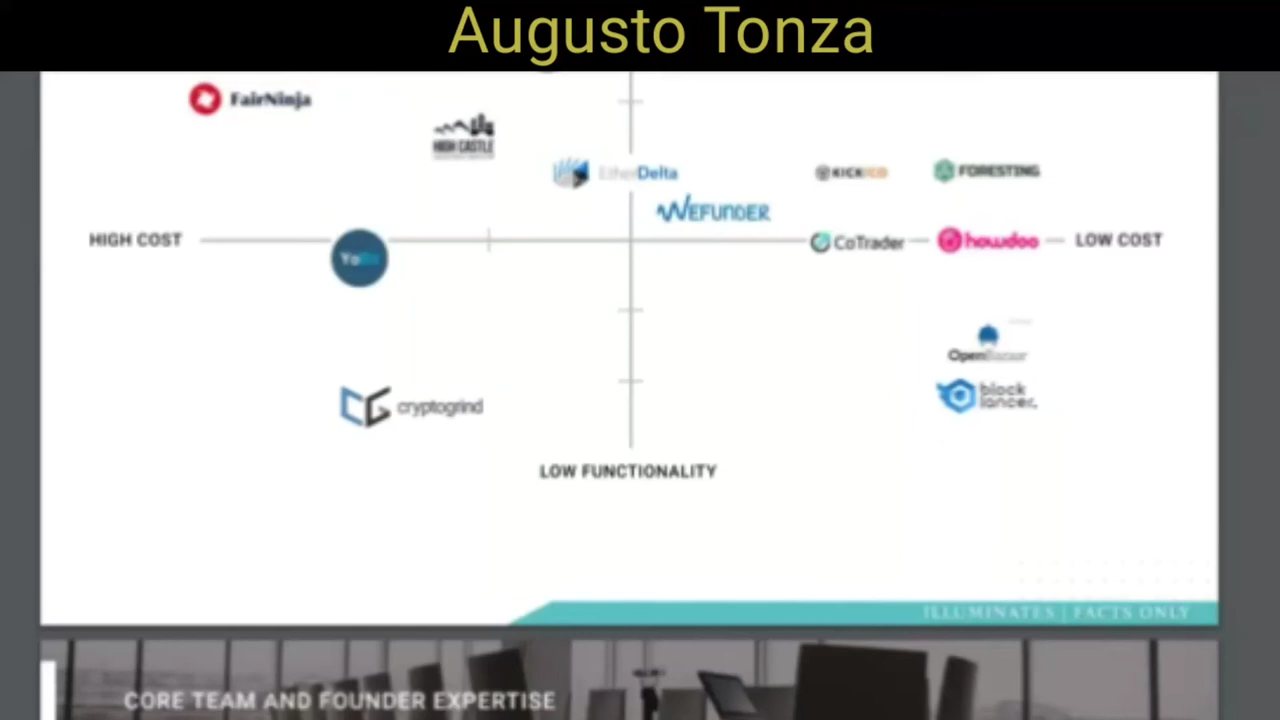 Augusto Tonza
FairNinja
HIGH CASTLE
EtherDelta
KICKICO
FORESTING
WEFUNDER
HIGH COST
CoTrader
howdoo
LOW COST
OpenBazaar
block
lancer.
cryptogrind
LOW FUNCTIONALITY
ILLUMINATES | FACTS ONLY
CORE TEAM AND FOUNDER EXPERTISE